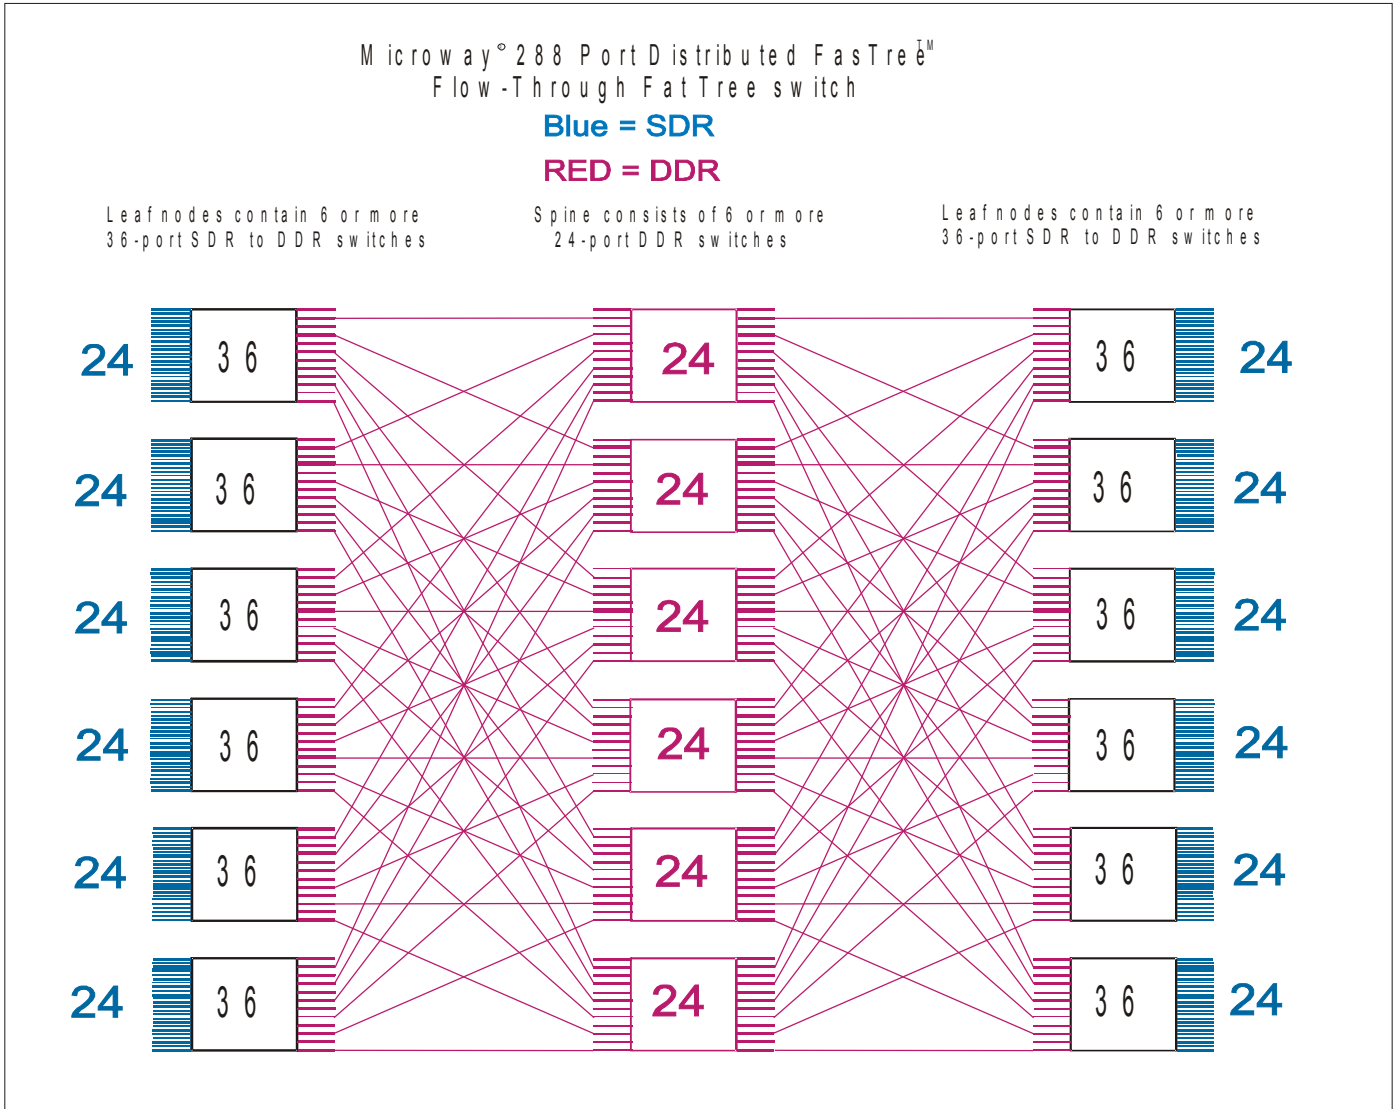 Microway© 288 Port Distributed FasTree™
Flow-Through Fat Tree switch
Blue = SDR
RED = DDR
Leaf nodes contain 6 or more
36-port SDR to DDR switches
Spine consists of 6 or more
24-port DDR switches
Leaf nodes contain 6 or more
36-port SDR to DDR switches
24 36 24 36 24
24 36 24 36 24
24 36 24 36 24
24 36 24 36 24
24 36 24 36 24
24 36 24 36 24